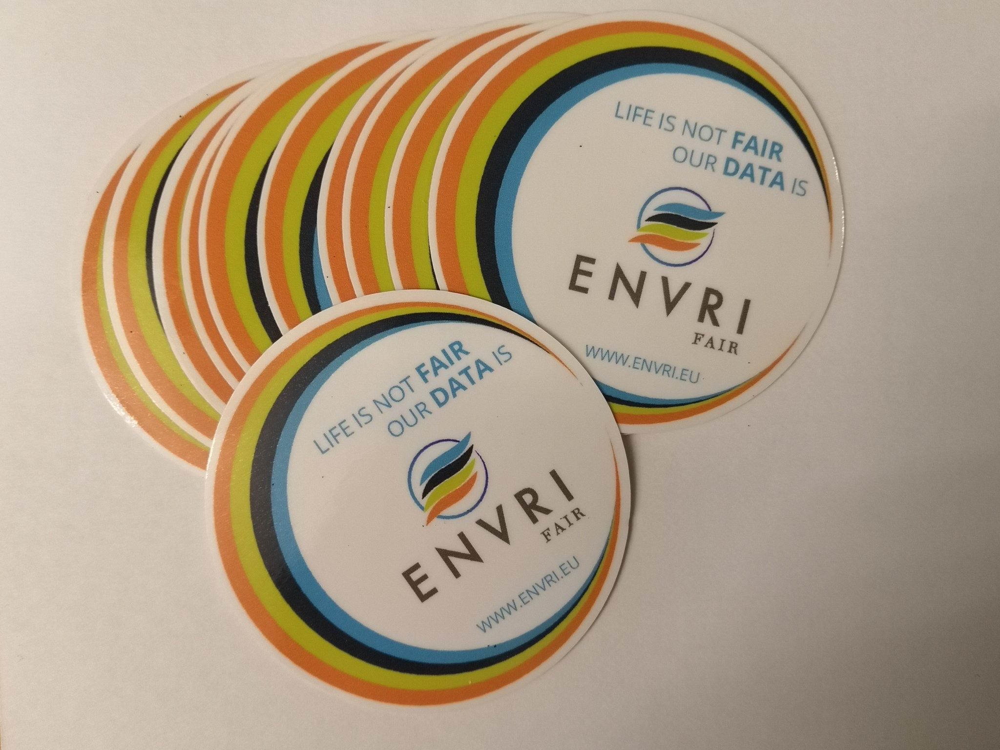 LIFE IS NOT FAIR
OUR DATA IS
ENVRI
FAIR
WWW.ENVRI.EU
LIFE IS NOT FAIR
OUR DATA IS
ENVRI
FAIR
WWW.ENVRI.EU